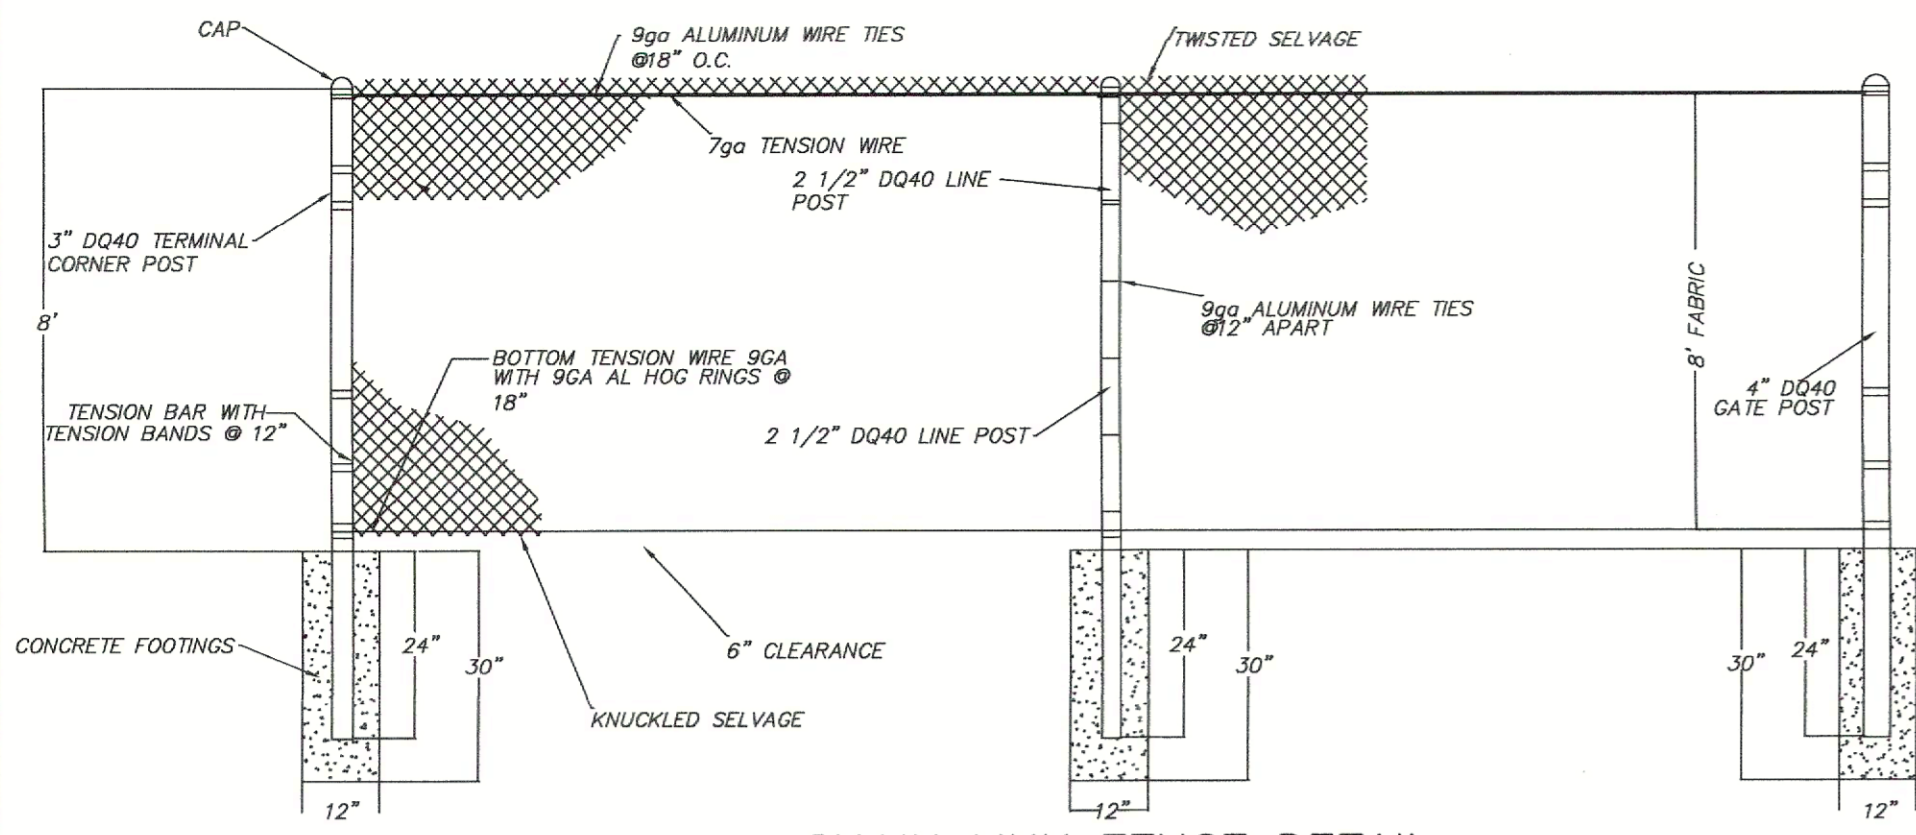 CAP
9ga ALUMINUM WIRE TIES
@18" O.C.
TWISTED SELVAGE
7ga TENSION WIRE
2 1/2" DQ40 LINE
POST
3" DQ40 TERMINAL
CORNER POST
8'
9ga ALUMINUM WIRE TIES
@12" APART
8' FABRIC
BOTTOM TENSION WIRE 9GA
WITH 9GA AL HOG RINGS @
18"
4" DQ40
GATE POST
TENSION BAR WITH
TENSION BANDS @ 12"
2 1/2" DQ40 LINE POST
CONCRETE FOOTINGS
24"
30"
6" CLEARANCE
24"
30"
30"
24"
KNUCKLED SELVAGE
12"
12"
12"